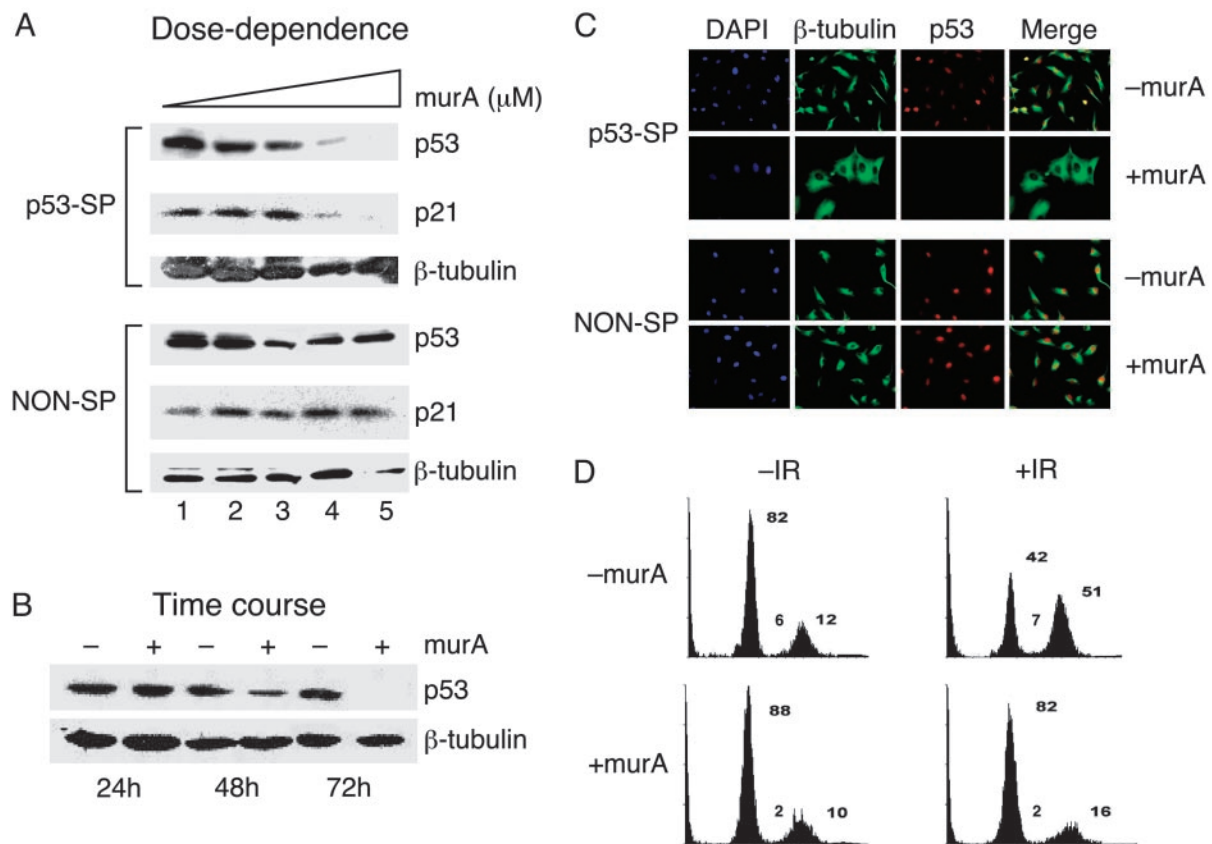 A
Dose-dependence
murA (μM)
p53-SP
p53
p21
β-tubulin
NON-SP
p53
p21
β-tubulin
1 2 3 4 5
B
Time course
– + – + – + murA
p53
β-tubulin
24h 48h 72h
C
DAPI β-tubulin p53 Merge
p53-SP
–murA
+murA
NON-SP
–murA
+murA
D
–IR +IR
–murA
82
6 12
42
7 51
+murA
88
2 10
82
2 16